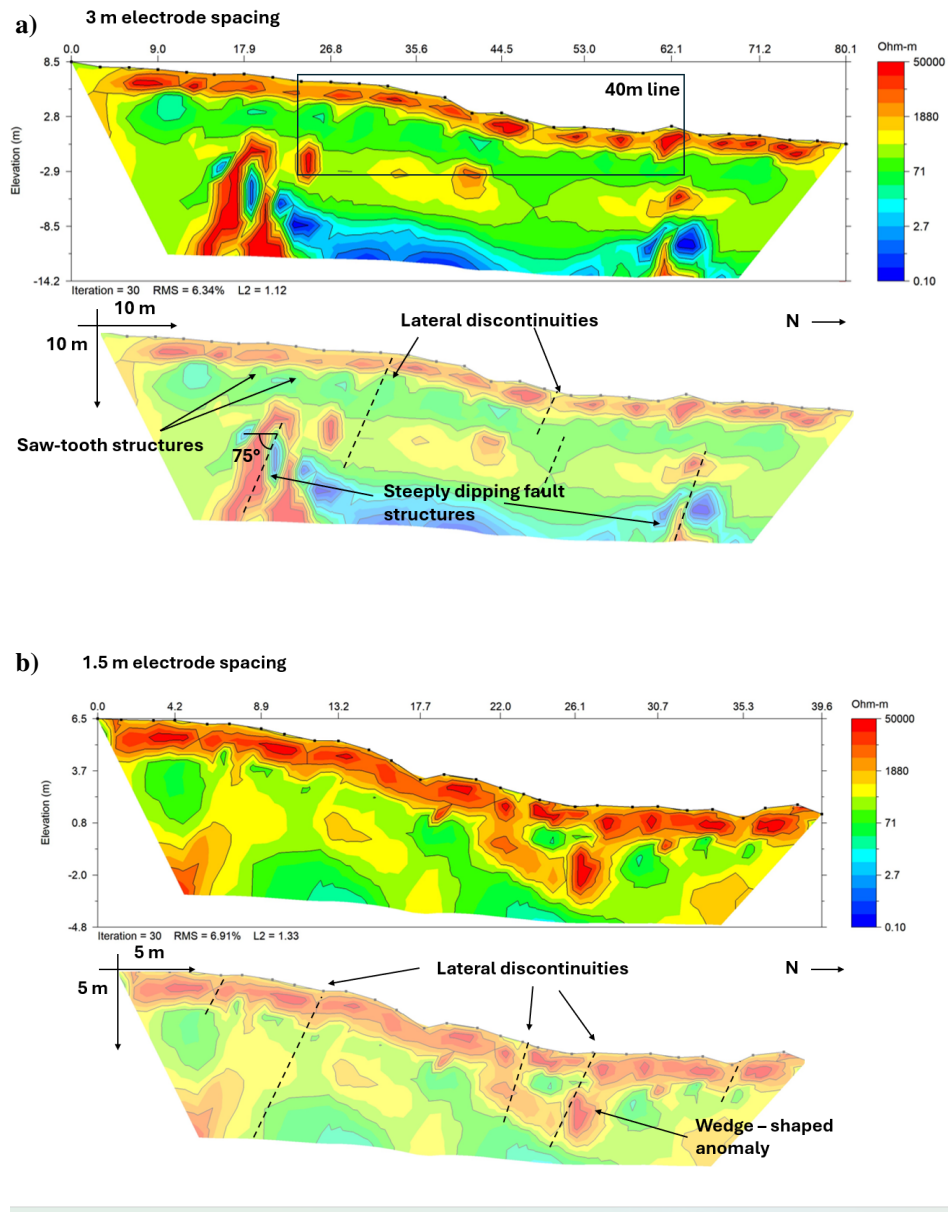 a)
3 m electrode spacing
0.0 9.0 17.9 26.8 35.6 44.5 53.0 62.1 71.2 80.1
Ohm-m
8.5
2.8
-2.9
-8.5
-14.2
Elevation (m)
40m line
50000
1880
71
2.7
0.10
Iteration = 30 RMS = 6.34% L2 = 1.12
10 m
10 m
Lateral discontinuities
N
Saw-tooth structures
75°
Steeply dipping fault
structures
b)
1.5 m electrode spacing
0.0 4.2 8.9 13.2 17.7 22.0 26.1 30.7 35.3 39.6
Ohm-m
6.5
3.7
0.8
-2.0
-4.8
Elevation (m)
50000
1880
71
2.7
0.10
Iteration = 30 RMS = 6.91% L2 = 1.33
5 m
5 m
Lateral discontinuities
N
Wedge – shaped
anomaly